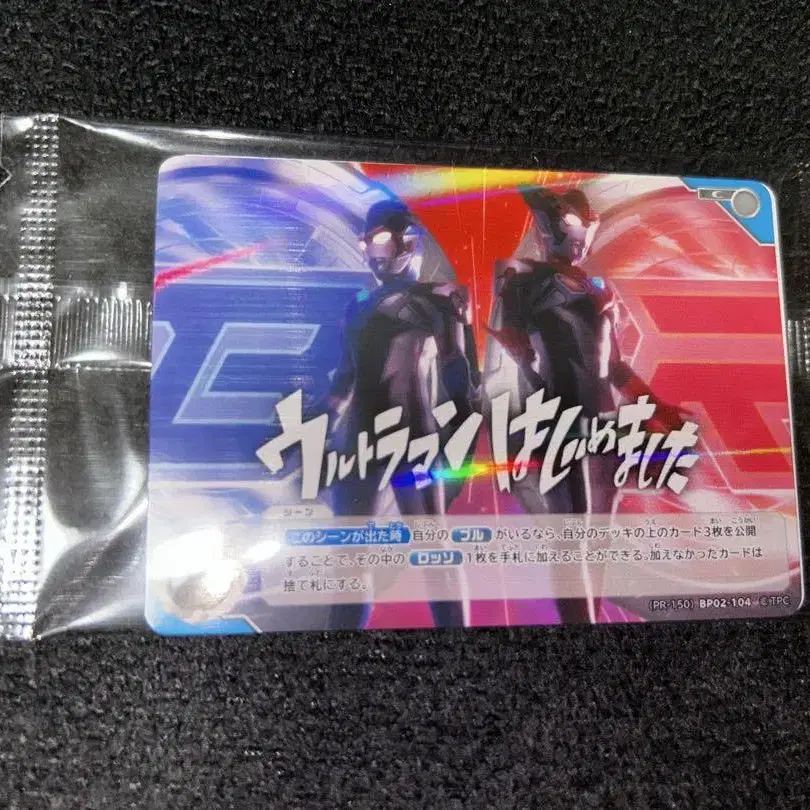 ウルトラマンはじめました
シーン
このシーンが出た時 自分の ブル がいるなら、自分のデッキの上のカード3枚を公開
することで、その中の ロッソ 1枚を手札に加えることができる。加えなかったカードは
捨て札にする。
(PR-150) BP02-104 ©TPC